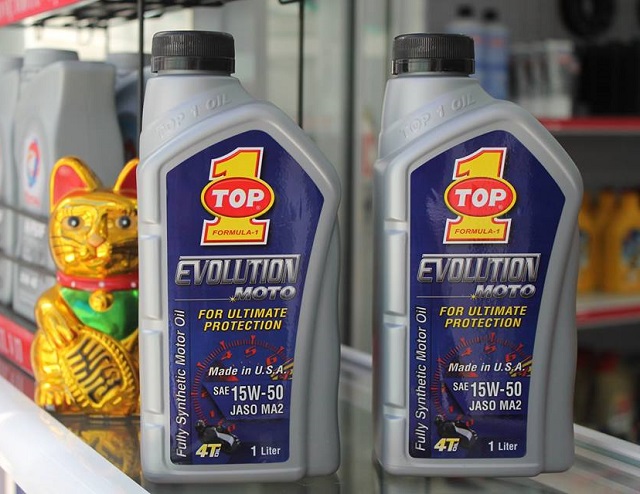 TOP 1 OIL
1
TOP
FORMULA-1
EVOLUTION
MOTO
FOR ULTIMATE
PROTECTION
Made in U.S.A.
SAE 15W-50
JASO MA2
Fully Synthetic Motor Oil
4T
1 Liter
TOP 1 OIL
1
TOP
FORMULA-1
EVOLUTION
MOTO
FOR ULTIMATE
PROTECTION
Made in U.S.A.
SAE 15W-50
JASO MA2
Fully Synthetic Motor Oil
4T
1 Liter